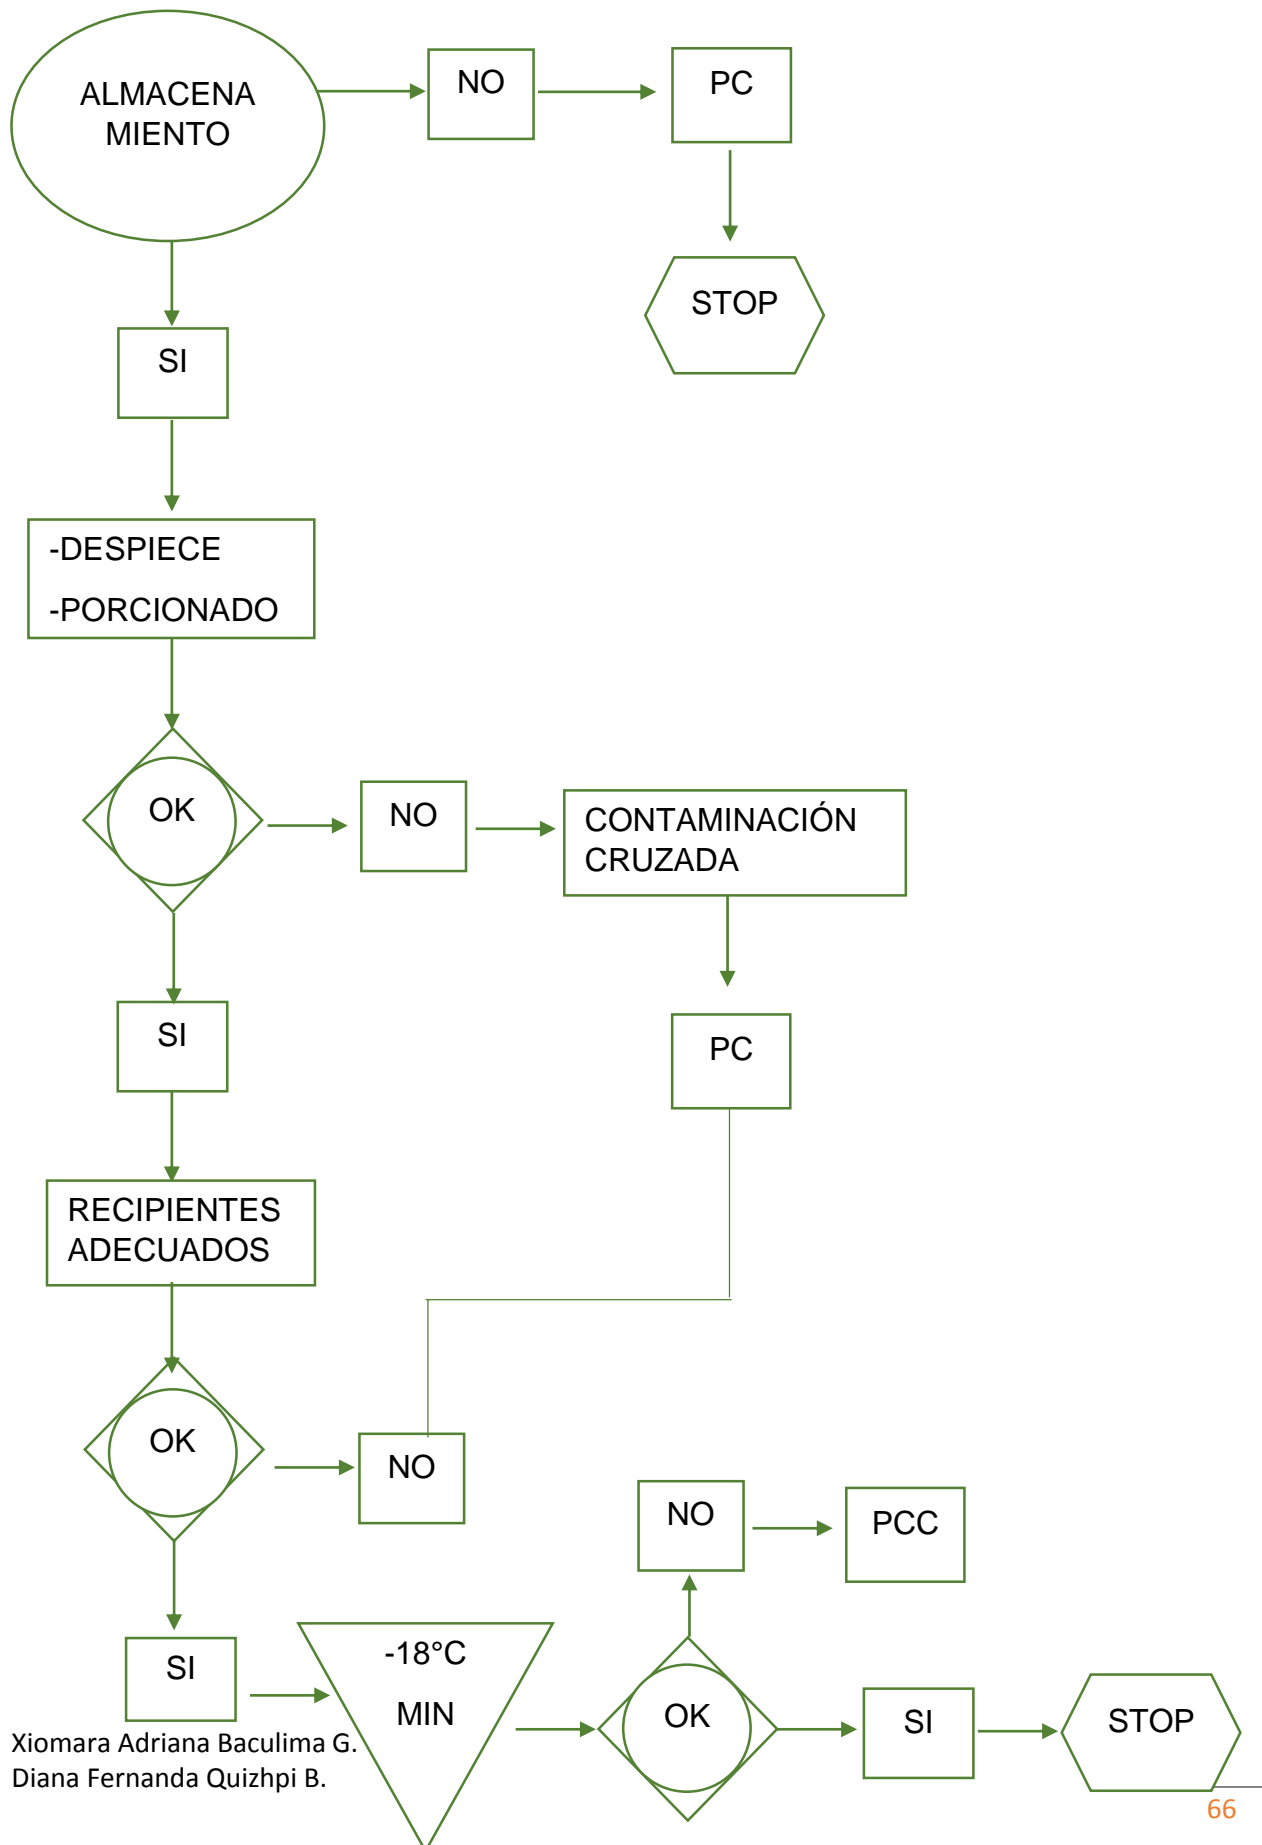 ALMACENA
MIENTO
NO
PC
STOP
SI
-DESPIECE
-PORCIONADO
OK
NO
CONTAMINACIÓN
CRUZADA
SI
PC
RECIPIENTES
ADECUADOS
OK
NO
NO
PCC
SI
-18°C
MIN
OK
SI
STOP
Xiomara Adriana Baculima G.
Diana Fernanda Quizhpi B.
66